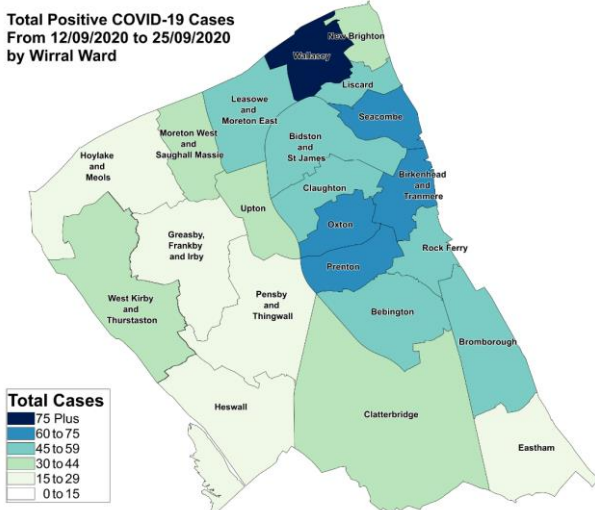 Total Positive COVID-19 Cases
From 12/09/2020 to 25/09/2020
by Wirral Ward
New Brighton
Wallasey
Liscard
Leasowe
and
Moreton East
Seacombe
Moreton West
and
Saughall Massie
Bidston
and
St James
Hoylake
and
Meols
Birkenhead
and
Tranmere
Claughton
Upton
Oxton
Greasby,
Frankby
and Irby
Rock Ferry
Prenton
West Kirby
and
Thurstaston
Pensby
and
Thingwall
Bebington
Bromborough
Heswall
Clatterbridge
Eastham
Total Cases
75 Plus
60 to 75
45 to 59
30 to 44
15 to 29
0 to 15